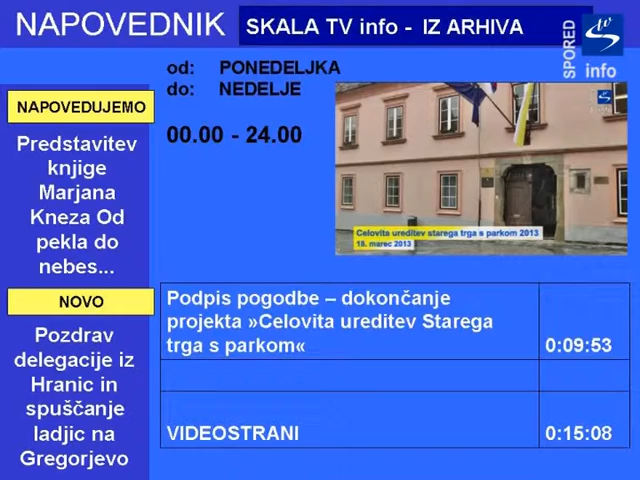 NAPOVEDNIK
SKALA TV info - IZ ARHIVA
SPORED
tv
info
od: PONEDELJKA
do: NEDELJE
00.00 - 24.00
Celovita ureditev starega trga s parkom 2013
18. marec 2013
NAPOVEDUJEMO
Predstavitev
knjige
Marjana
Kneza Od
pekla do
nebes...
NOVO
Pozdrav
delegacije iz
Hranic in
spuščanje
ladjic na
Gregorjevo
Podpis pogodbe – dokončanje
projekta »Celovita ureditev Starega
trga s parkom« 0:09:53
VIDEOSTRANI 0:15:08